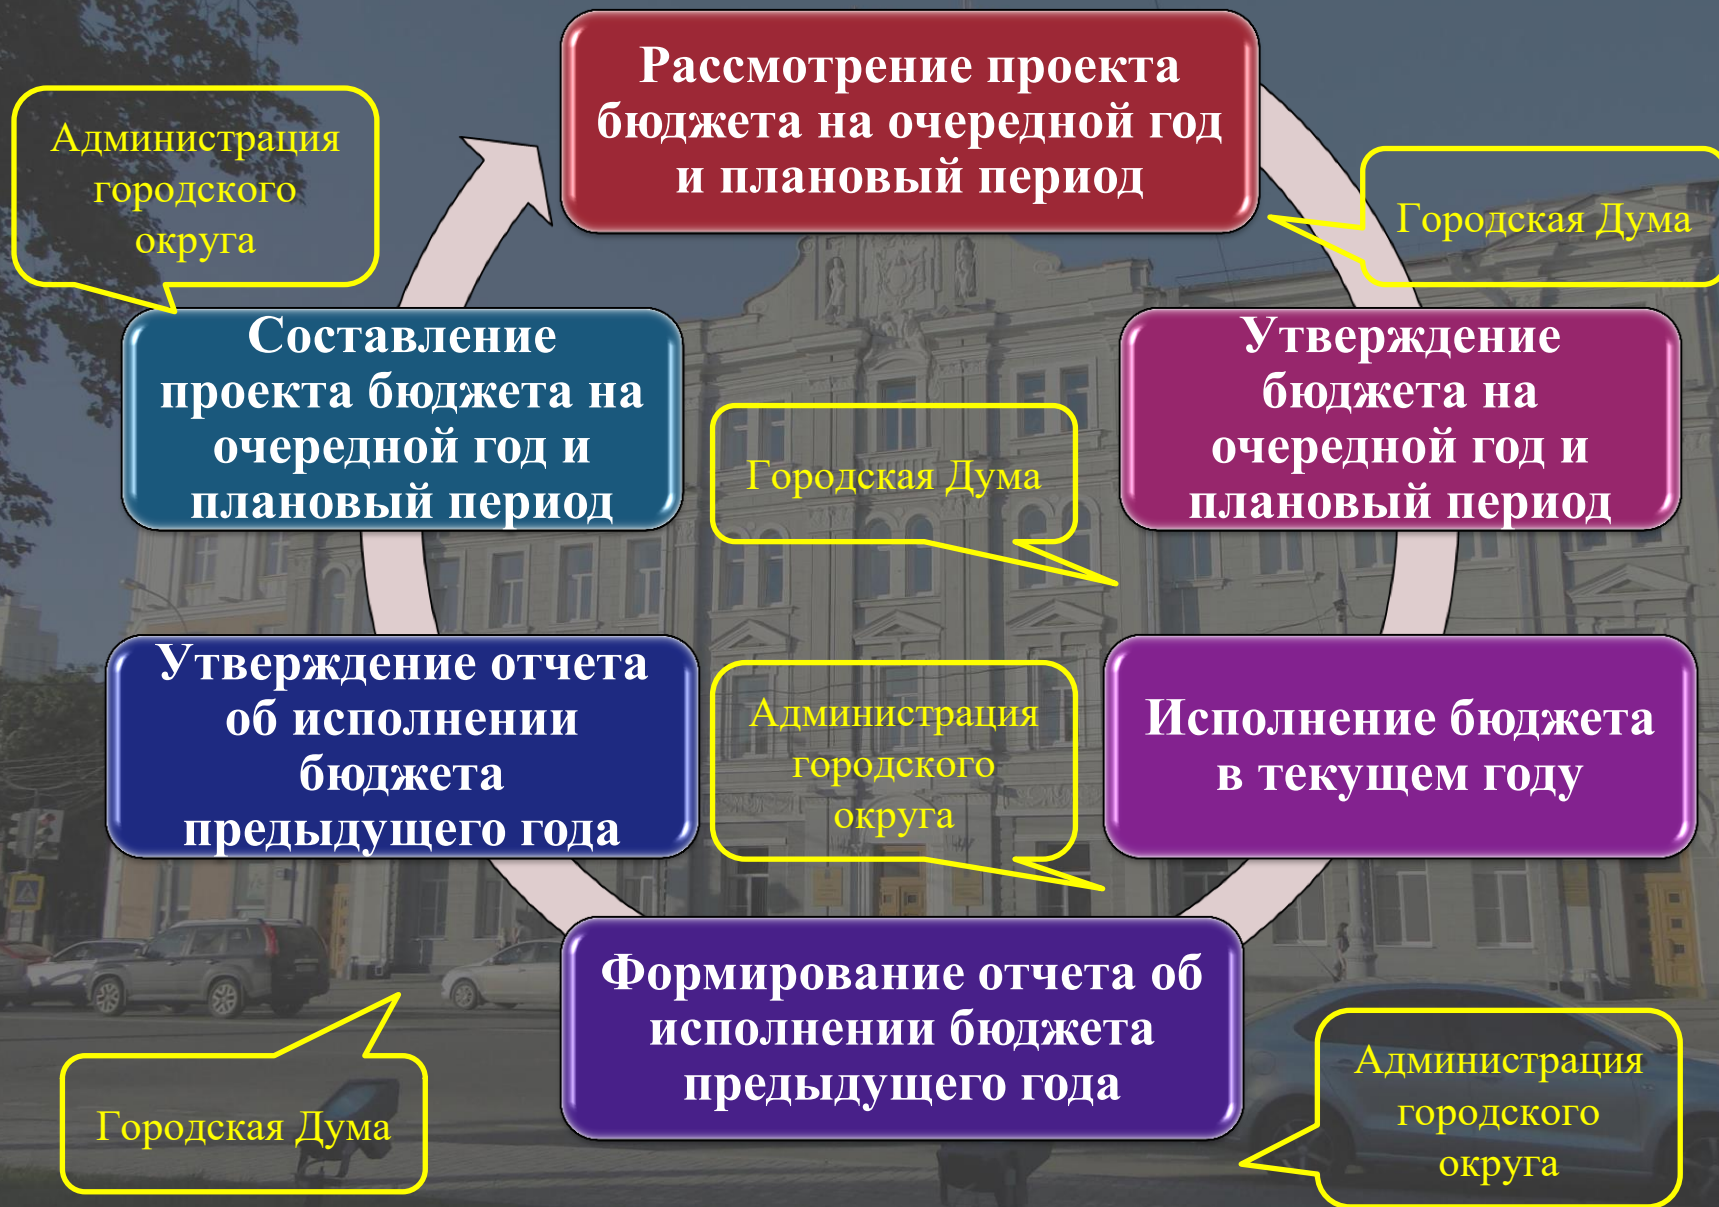 Рассмотрение проекта
бюджета на очередной год
и плановый период
Администрация
городского
округа
Городская Дума
Составление
проекта бюджета на
очередной год и
плановый период
Утверждение
бюджета на
очередной год и
плановый период
Городская Дума
Утверждение отчета
об исполнении
бюджета
предыдущего года
Администрация
городского
округа
Исполнение бюджета
в текущем году
Формирование отчета об
исполнении бюджета
предыдущего года
Городская Дума
Администрация
городского
округа